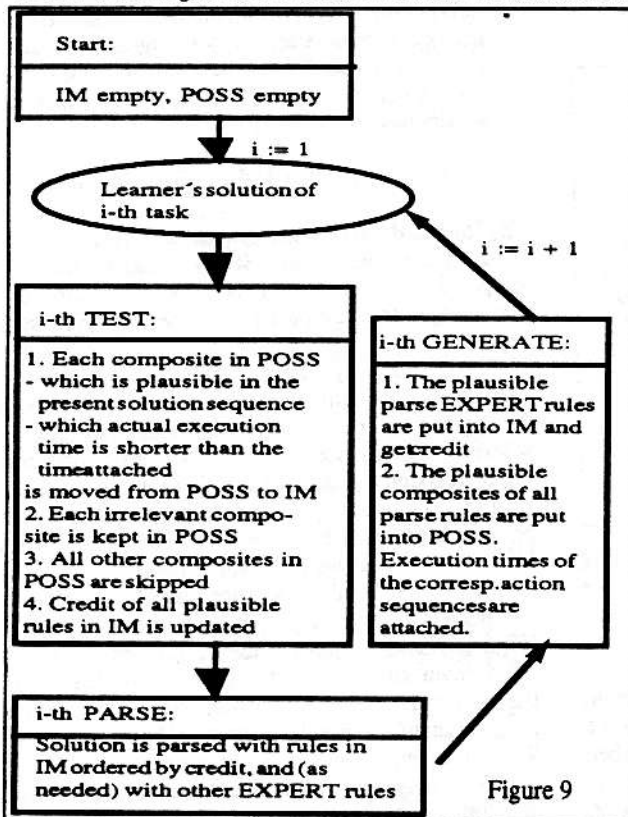 Start:
IM empty, POSS empty
i := 1
Learner´s solution of
i-th task
i := i + 1
i-th TEST:
1. Each composite in POSS
- which is plausible in the
present solution sequence
- which actual execution
time is shorter than the
timeattached
is moved from POSS to IM
2. Each irrelevant compo-
site is kept in POSS
3. All other composites in
POSS are skipped
4. Credit of all plausible
rules in IM is updated
i-th GENERATE:
1. The plausible
parse EXPERT rules
are put into IM and
getcredit
2. The plausible
composites of all
parse rules are put
into POSS.
Execution times of
the corresp.action
sequencesare
attached.
i-th PARSE:
Solution is parsed with rules in
IM ordered by credit, and (as
needed) with other EXPERT rules
Figure 9